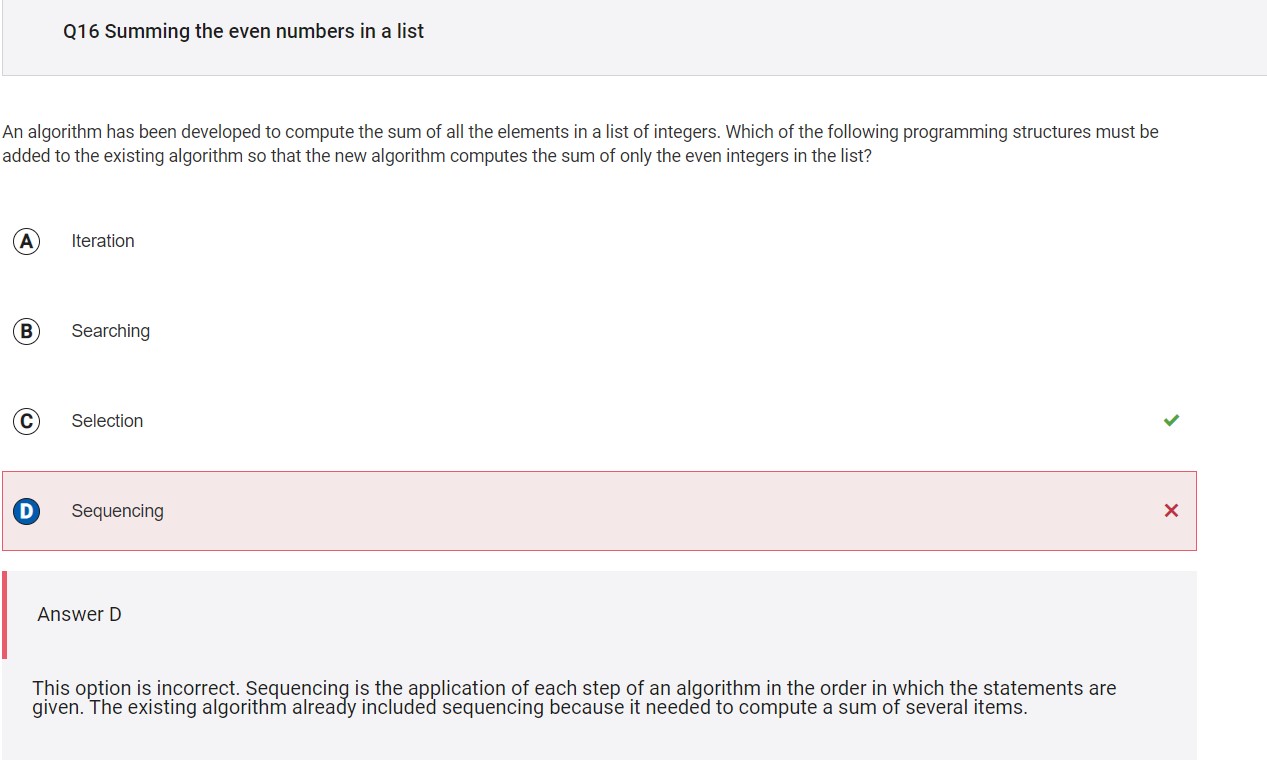 Q16 Summing the even numbers in a list
An algorithm has been developed to compute the sum of all the elements in a list of integers. Which of the following programming structures must be
added to the existing algorithm so that the new algorithm computes the sum of only the even integers in the list?
A Iteration
B Searching
C Selection
D Sequencing
Answer D
This option is incorrect. Sequencing is the application of each step of an algorithm in the order in which the statements are
given. The existing algorithm already included sequencing because it needed to compute a sum of several items.